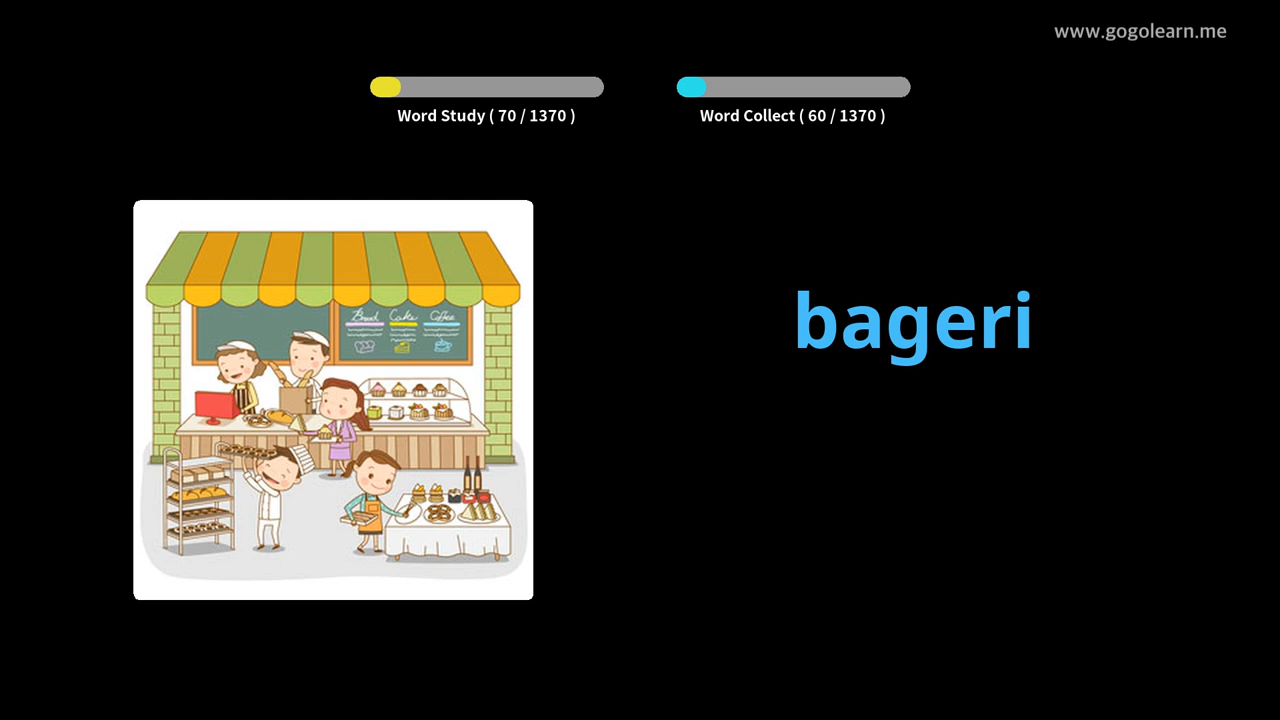 www.gogolearn.me
Word Study ( 70 / 1370 )
Word Collect ( 60 / 1370 )
Bread Cake Coffee
bageri